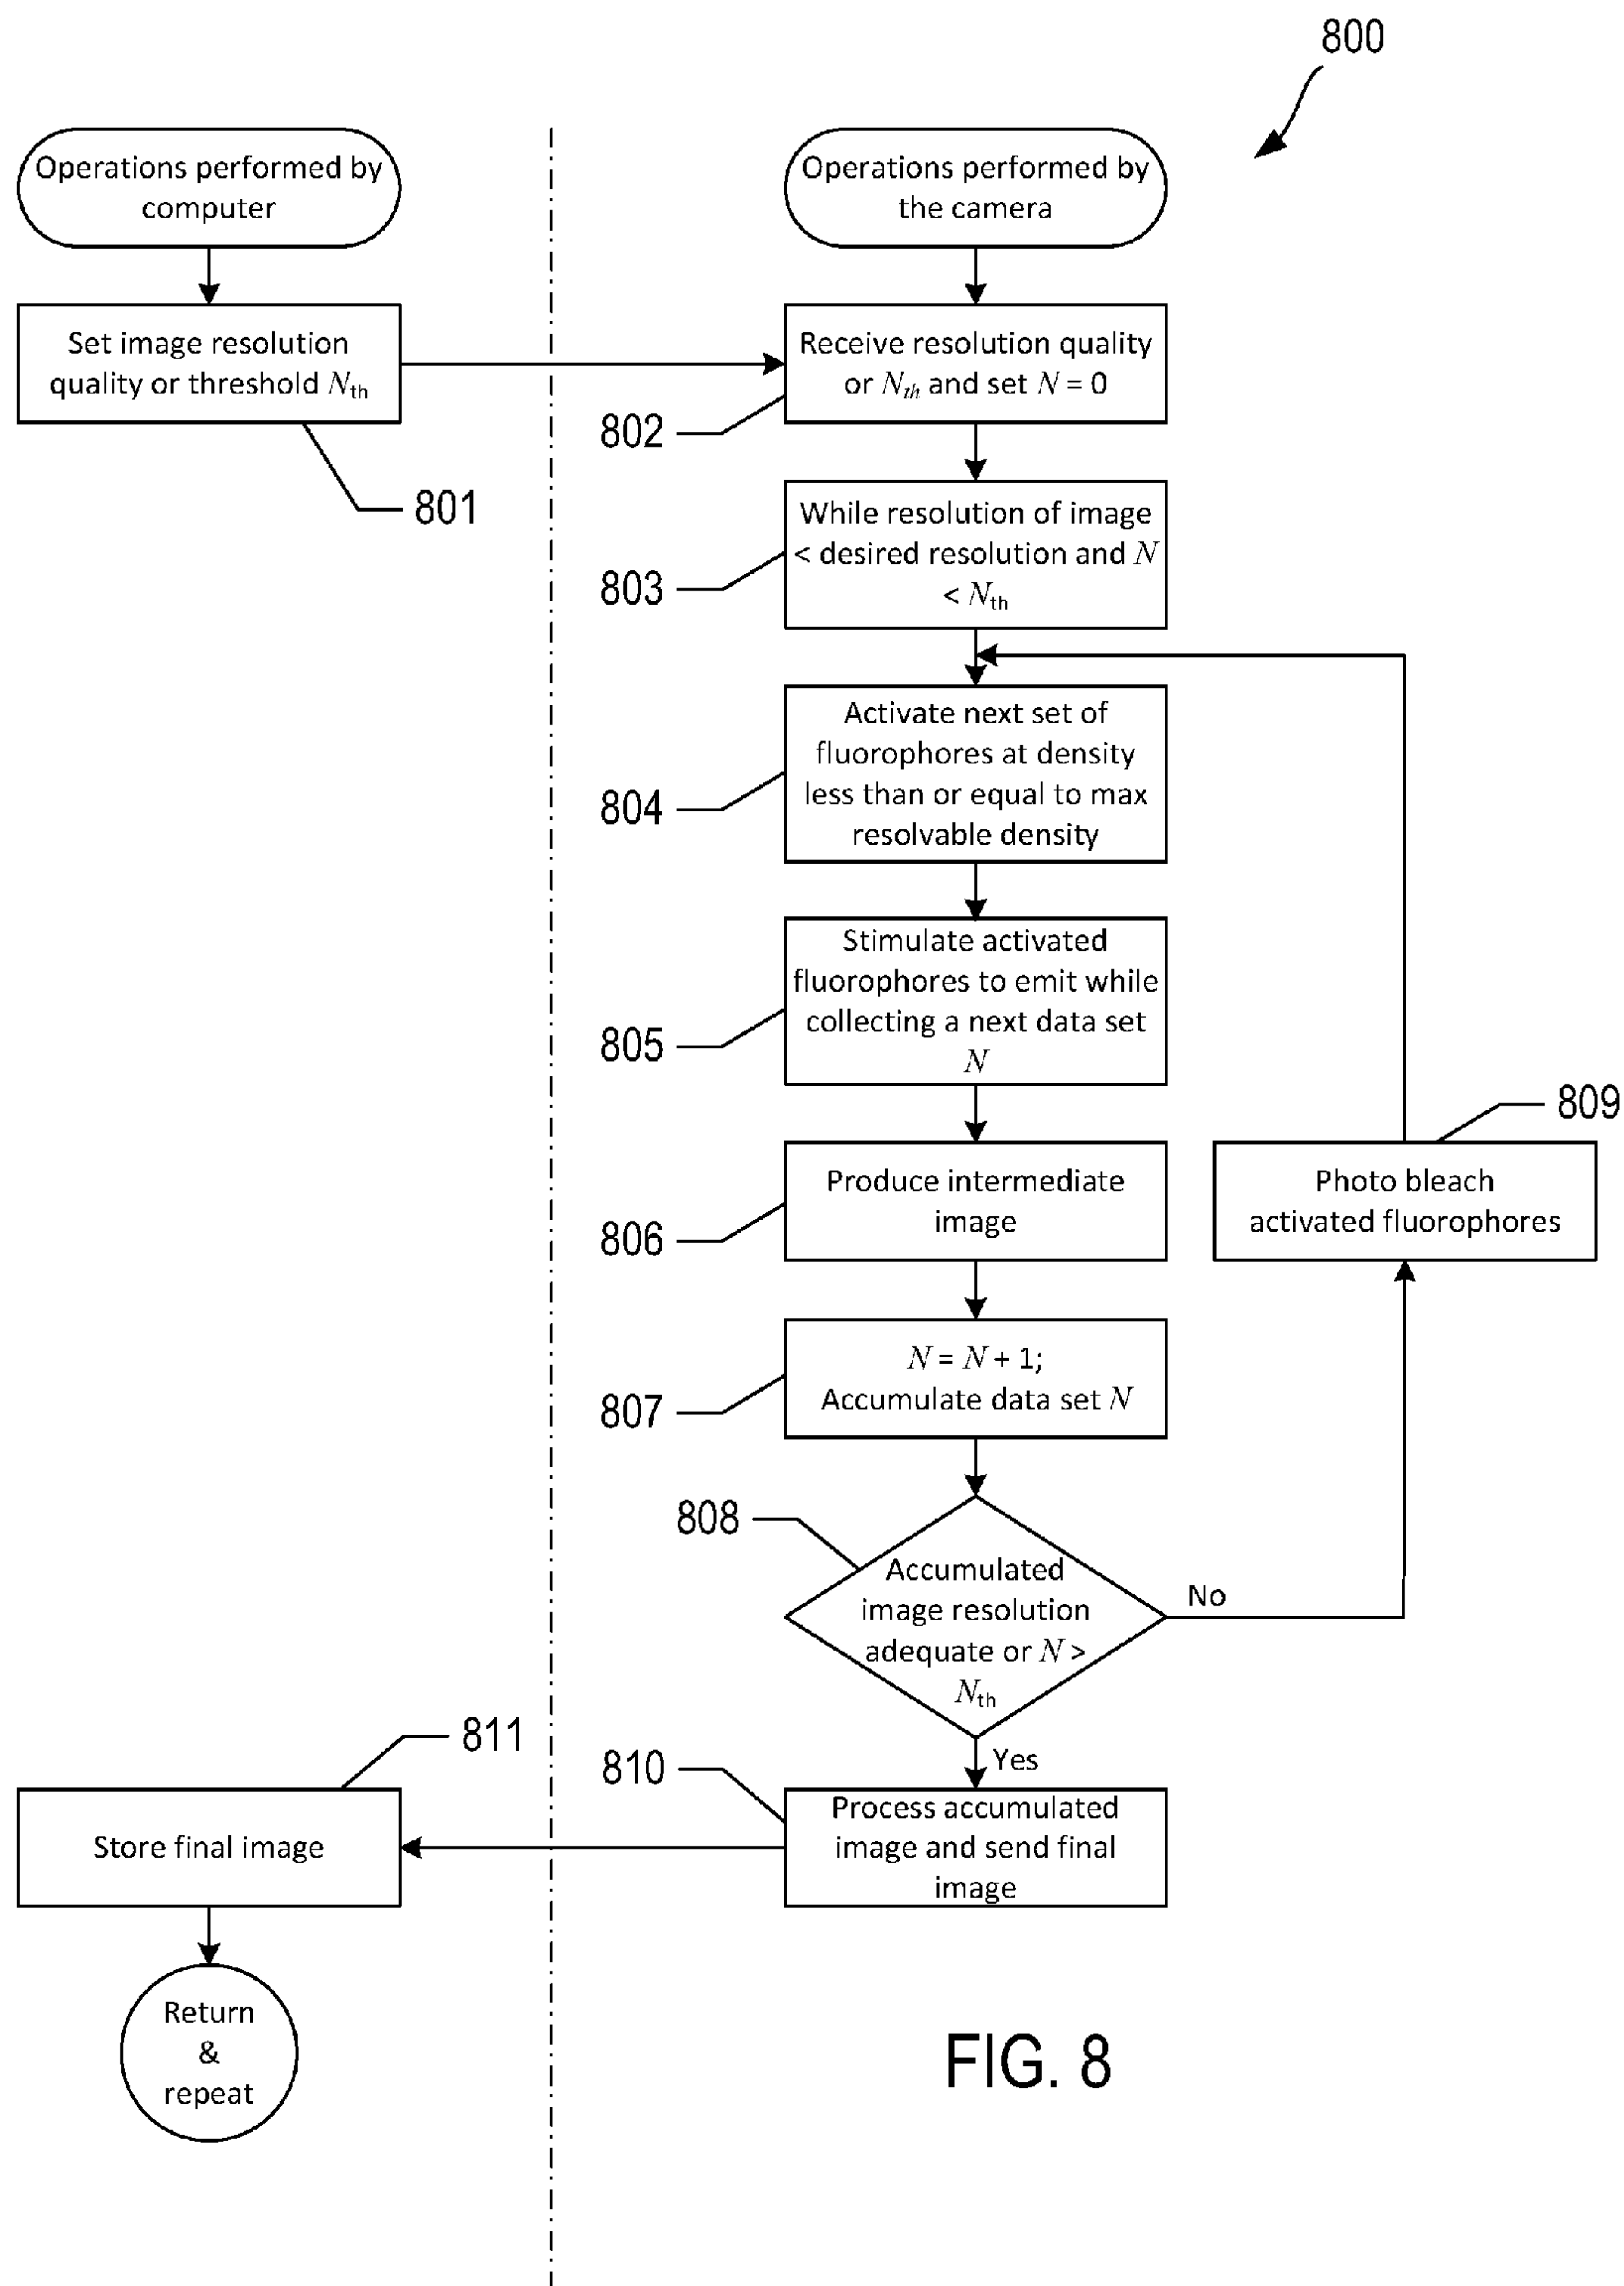 800
Operations performed by
computer
Operations performed by
the camera
Set image resolution
quality or threshold Nth
801
Receive resolution quality
or Nth and set N = 0
802
While resolution of image
< desired resolution and N
< Nth
803
Activate next set of
fluorophores at density
less than or equal to max
resolvable density
804
Stimulate activated
fluorophores to emit while
collecting a next data set
N
805
Produce intermediate
image
806
809
Photo bleach
activated fluorophores
N = N + 1;
Accumulate data set N
807
808
Accumulated
image resolution
adequate or N >
Nth
No
Yes
810
Process accumulated
image and send final
image
811
Store final image
Return
&
repeat
FIG. 8